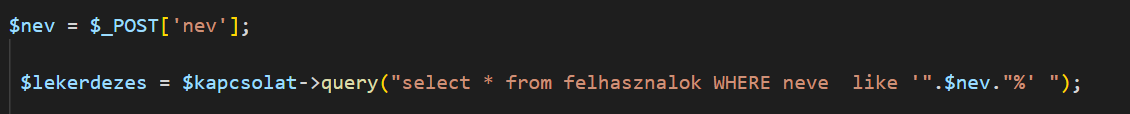 $nev = $_POST['nev'];
$lekerdezes = $kapcsolat->query("select * from felhasznalok WHERE neve  like '".$nev."%' ");